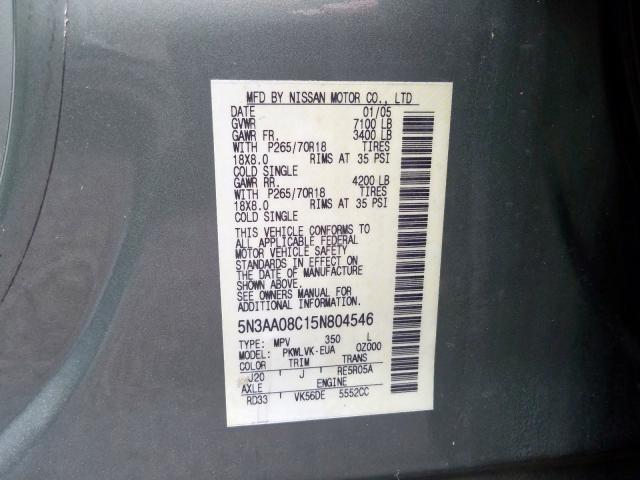 MFD BY NISSAN MOTOR CO., LTD
DATE 01/05
GVWR 7100 LB
GAWR FR. 3400 LB
WITH P265/70R18 TIRES
18X8.0 RIMS AT 35 PSI
COLD SINGLE
GAWR RR. 4200 LB
WITH P265/70R18 TIRES
18X8.0 RIMS AT 35 PSI
COLD SINGLE
THIS VEHICLE CONFORMS TO
ALL APPLICABLE FEDERAL
MOTOR VEHICLE SAFETY
STANDARDS IN EFFECT ON
THE DATE OF MANUFACTURE
SHOWN ABOVE.
SEE OWNERS MANUAL FOR
ADDITIONAL INFORMATION.
5N3AA08C15N804546
TYPE: MPV 350 L
MODEL: PKWLVK-EUA 0Z000
COLOR TRIM TRANS
J20 J RE5R05A
AXLE ENGINE
RD33 VK56DE 5552CC